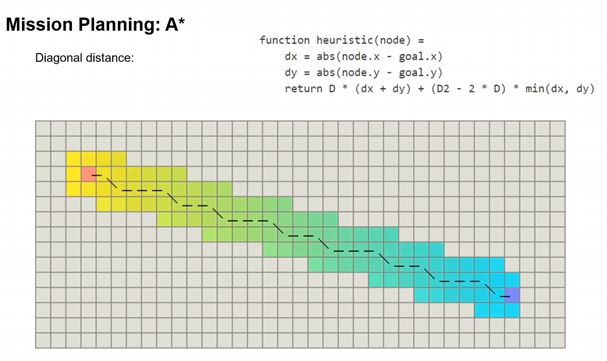 Mission Planning: A*
Diagonal distance:
function heuristic(node) =
dx = abs(node.x - goal.x)
dy = abs(node.y - goal.y)
return D * (dx + dy) + (D2 - 2 * D) * min(dx, dy)